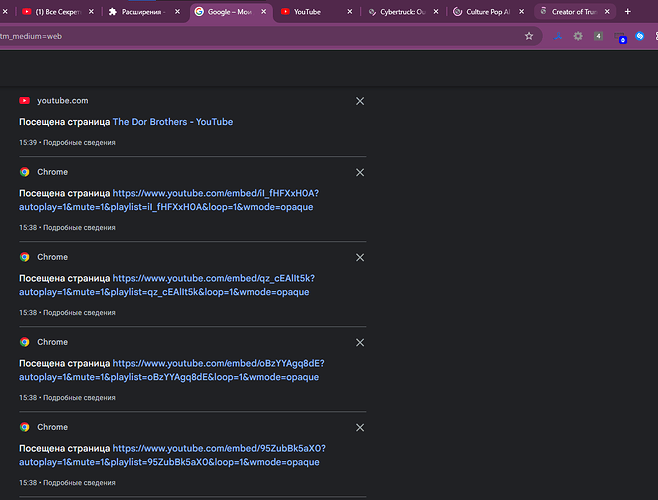 (1) Все Секрет
Расширения -
Google – Мои
YouTube
Cybertruck: Ou
Culture Pop A
Creator of Trun
tm_medium=web
4
youtube.com
Посещена страница The Dor Brothers - YouTube
15:39 • Подробные сведения
Chrome
Посещена страница https://www.youtube.com/embed/iI_fHFXxH0A?
autoplay=1&mute=1&playlist=iI_fHFXxH0A&loop=1&wmode=opaque
15:38 • Подробные сведения
Chrome
Посещена страница https://www.youtube.com/embed/qz_cEAlIt5k?
autoplay=1&mute=1&playlist=qz_cEAlIt5k&loop=1&wmode=opaque
15:38 • Подробные сведения
Chrome
Посещена страница https://www.youtube.com/embed/oBzYYAgq8dE?
autoplay=1&mute=1&playlist=oBzYYAgq8dE&loop=1&wmode=opaque
15:38 • Подробные сведения
Chrome
Посещена страница https://www.youtube.com/embed/95ZubBk5aX0?
autoplay=1&mute=1&playlist=95ZubBk5aX0&loop=1&wmode=opaque
15:38 • Подробные сведения